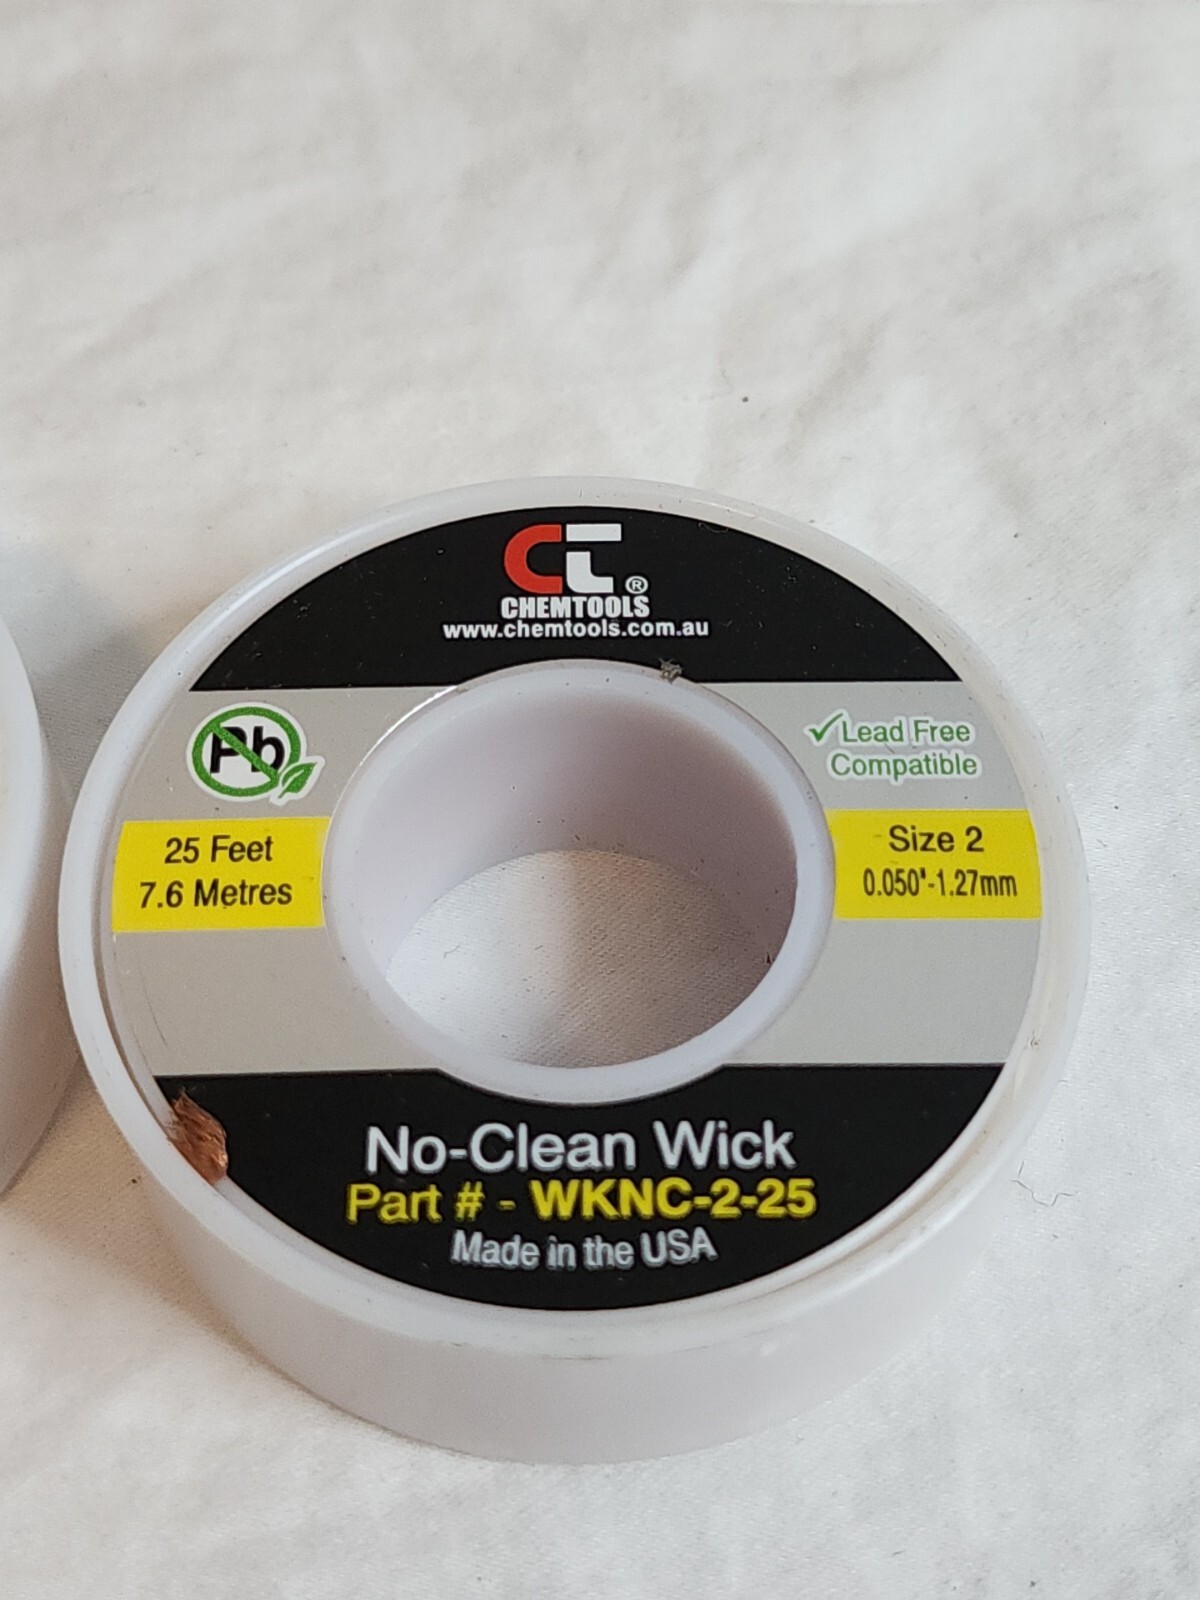 CT®
CHEMTOOLS
www.chemtools.com.au
Pb
✓Lead Free
Compatible
25 Feet
7.6 Metres
Size 2
0.050"-1.27mm
No-Clean Wick
Part # - WKNC-2-25
Made in the USA